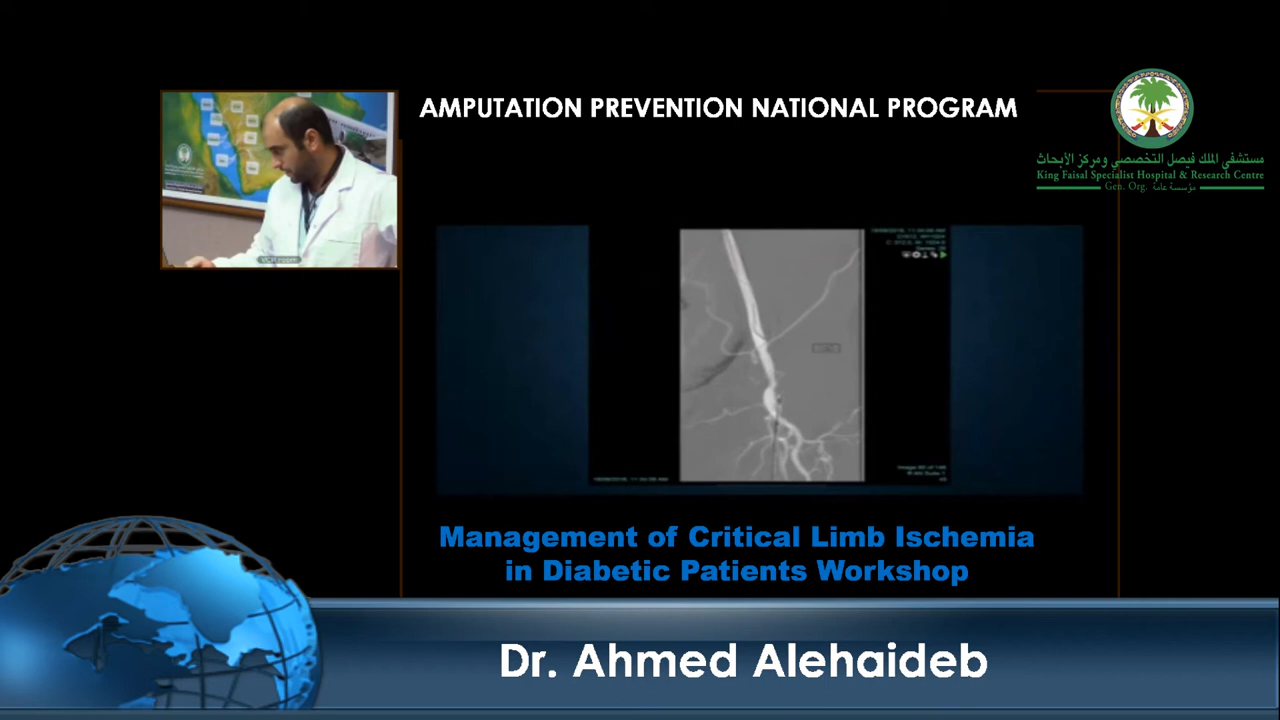 AMPUTATION PREVENTION NATIONAL PROGRAM
مستشفى الملك فيصل التخصصي ومركز الأبحاث
King Faisal Specialist Hospital & Research Centre
Gen. Org. مؤسسة عامة
Management of Critical Limb Ischemia
in Diabetic Patients Workshop
Dr. Ahmed Alehaideb